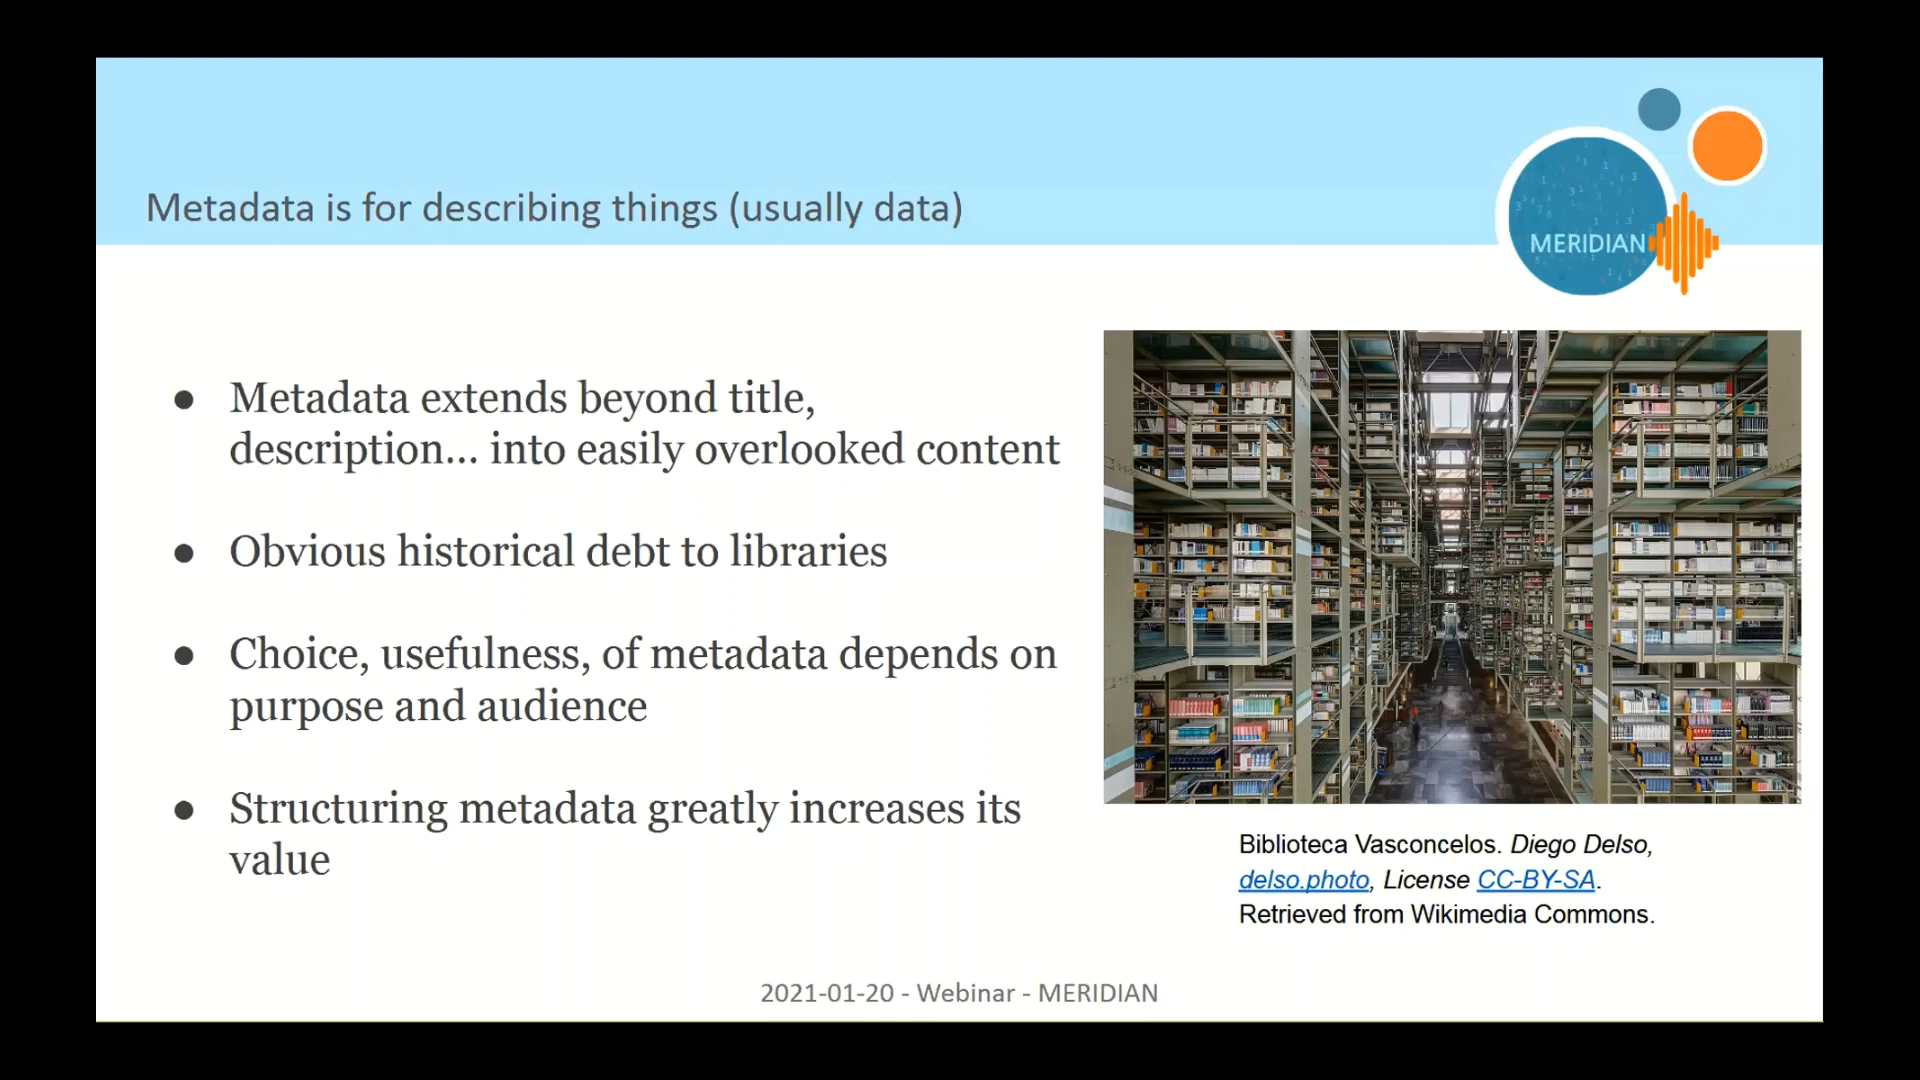 Metadata is for describing things (usually data)
MERIDIAN
● Metadata extends beyond title,
description... into easily overlooked content
● Obvious historical debt to libraries
● Choice, usefulness, of metadata depends on
purpose and audience
● Structuring metadata greatly increases its
value
Biblioteca Vasconcelos. Diego Delso,
delso.photo, License CC-BY-SA.
Retrieved from Wikimedia Commons.
2021-01-20 - Webinar - MERIDIAN